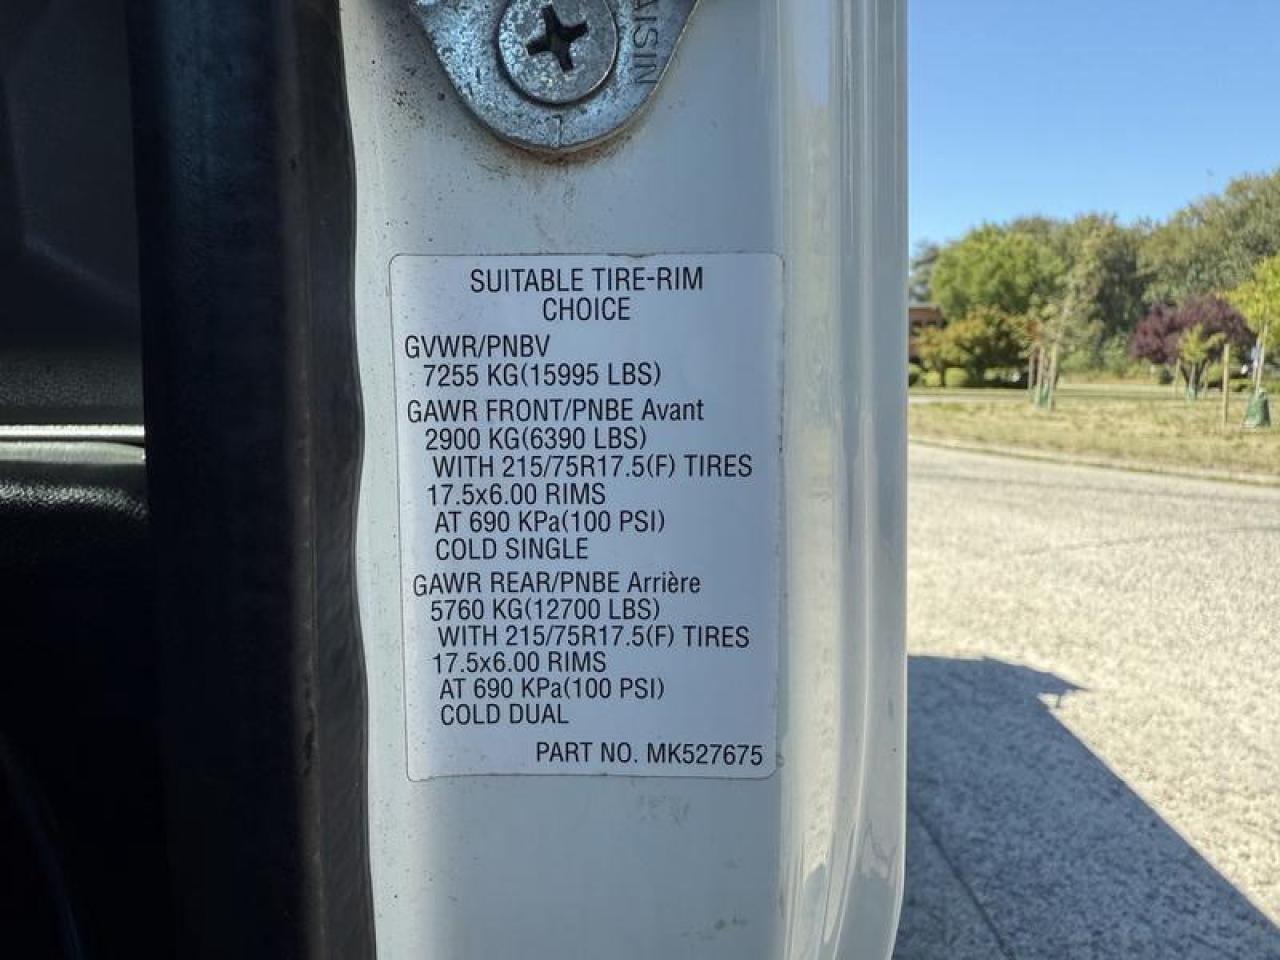 AISIN
SUITABLE TIRE-RIM
CHOICE
GVWR/PNBV
7255 KG(15995 LBS)
GAWR FRONT/PNBE Avant
2900 KG(6390 LBS)
WITH 215/75R17.5(F) TIRES
17.5x6.00 RIMS
AT 690 KPa(100 PSI)
COLD SINGLE
GAWR REAR/PNBE Arrière
5760 KG(12700 LBS)
WITH 215/75R17.5(F) TIRES
17.5x6.00 RIMS
AT 690 KPa(100 PSI)
COLD DUAL
PART NO. MK527675